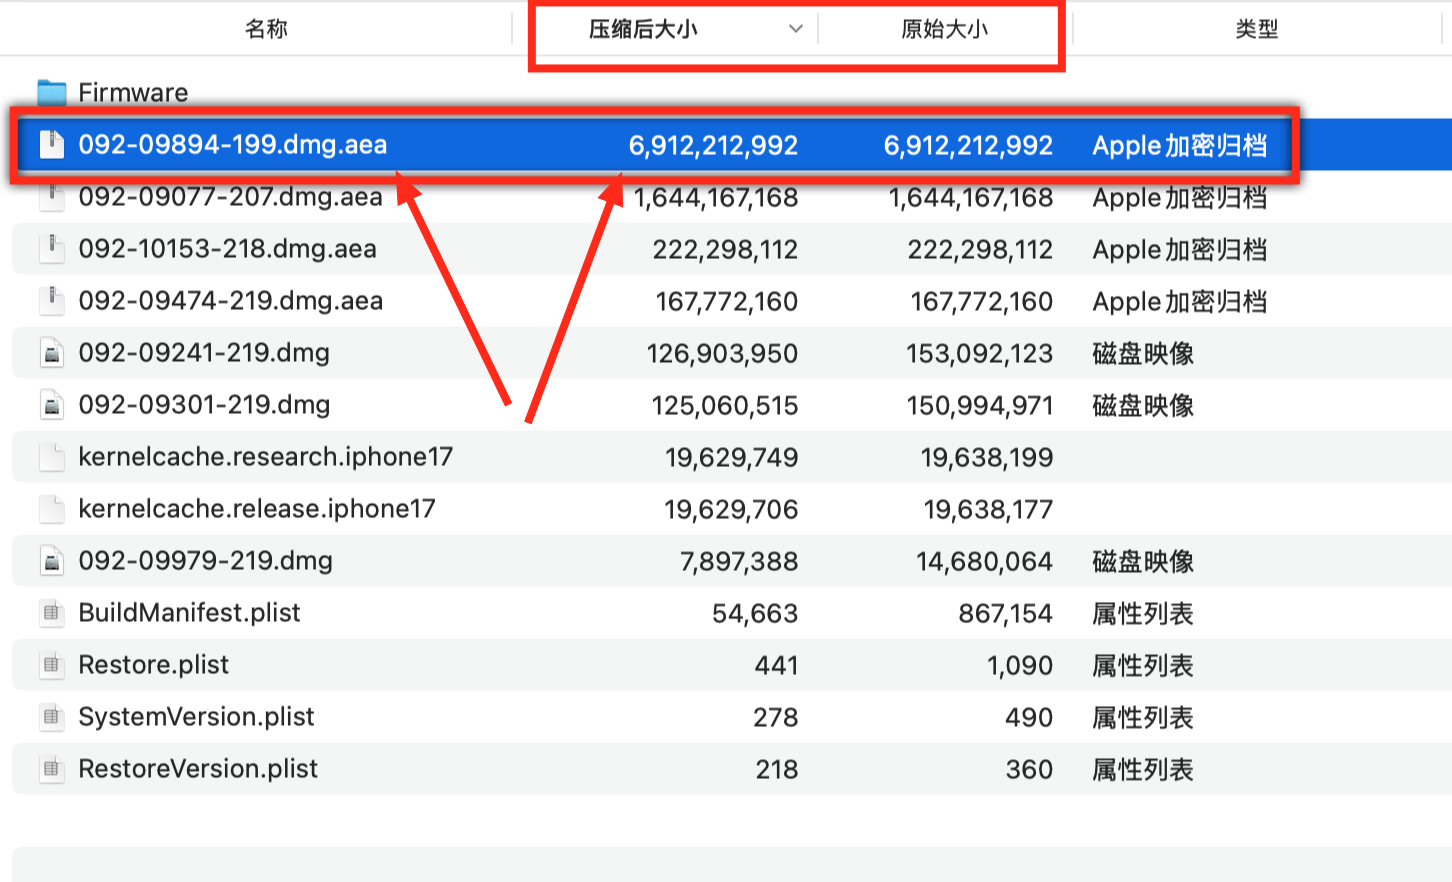 名称 压缩后大小 原始大小 类型
Firmware
092-09894-199.dmg.aea 6,912,212,992 6,912,212,992 Apple加密归档
092-09077-207.dmg.aea 1,644,167,168 1,644,167,168 Apple加密归档
092-10153-218.dmg.aea 222,298,112 222,298,112 Apple加密归档
092-09474-219.dmg.aea 167,772,160 167,772,160 Apple加密归档
092-09241-219.dmg 126,903,950 153,092,123 磁盘映像
092-09301-219.dmg 125,060,515 150,994,971 磁盘映像
kernelcache.research.iphone17 19,629,749 19,638,199
kernelcache.release.iphone17 19,629,706 19,638,177
092-09979-219.dmg 7,897,388 14,680,064 磁盘映像
BuildManifest.plist 54,663 867,154 属性列表
Restore.plist 441 1,090 属性列表
SystemVersion.plist 278 490 属性列表
RestoreVersion.plist 218 360 属性列表